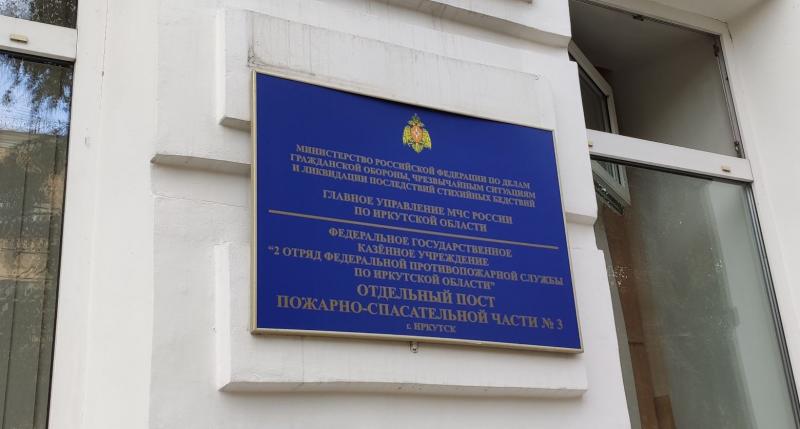 МИНИСТЕРСТВО РОССИЙСКОЙ ФЕДЕРАЦИИ ПО ДЕЛАМ
ГРАЖДАНСКОЙ ОБОРОНЫ, ЧРЕЗВЫЧАЙНЫМ СИТУАЦИЯМ
И ЛИКВИДАЦИИ ПОСЛЕДСТВИЙ СТИХИЙНЫХ БЕДСТВИЙ
ГЛАВНОЕ УПРАВЛЕНИЕ МЧС РОССИИ
ПО ИРКУТСКОЙ ОБЛАСТИ
ФЕДЕРАЛЬНОЕ ГОСУДАРСТВЕННОЕ
КАЗЁННОЕ УЧРЕЖДЕНИЕ
"2 ОТРЯД ФЕДЕРАЛЬНОЙ ПРОТИВОПОЖАРНОЙ СЛУЖБЫ
ПО ИРКУТСКОЙ ОБЛАСТИ"
ОТДЕЛЬНЫЙ ПОСТ
ПОЖАРНО-СПАСАТЕЛЬНОЙ ЧАСТИ № 3
г. ИРКУТСК